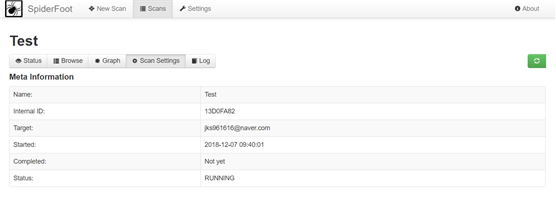 SpiderFoot New Scan Scans Settings About
Test
Status Browse Graph Scan Settings Log
Meta Information
Name: Test
Internal ID: 13D0FA82
Target: jks961616@naver.com
Started: 2018-12-07 09:40:01
Completed: Not yet
Status: RUNNING